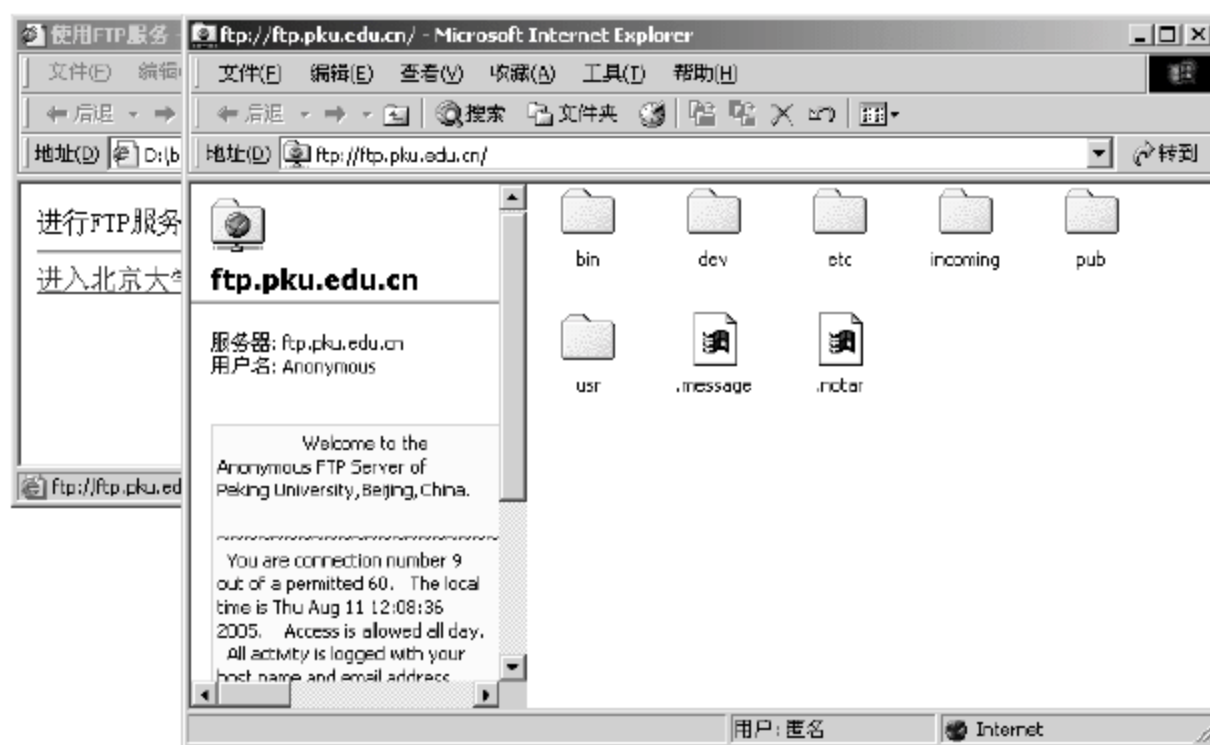 使用FTP服务 -
文件(F) 编辑
后退
地址(D) D:\b
进行FTP服务
进入北京大学
ftp://ftp.pku.ed
ftp://ftp.pku.edu.cn/ - Microsoft Internet Explorer
文件(F) 编辑(E) 查看(V) 收藏(A) 工具(T) 帮助(H)
后退 搜索 文件夹
地址(D) ftp://ftp.pku.edu.cn/ 转到
ftp.pku.edu.cn
服务器: ftp.pku.edu.cn
用户名: Anonymous
Welcome to the
Anonymous FTP Server of
Peking University,Beijing,China.
~~~~~~~~~~~~~~~~~~~~~~~~~~~~
You are connection number 9
out of a permitted 60. The local
time is Thu Aug 11 12:08:36
2005. Access is allowed all day.
All activity is logged with your
host name and email address
bin dev etc incoming pub
usr .message .notar
用户: 匿名 Internet